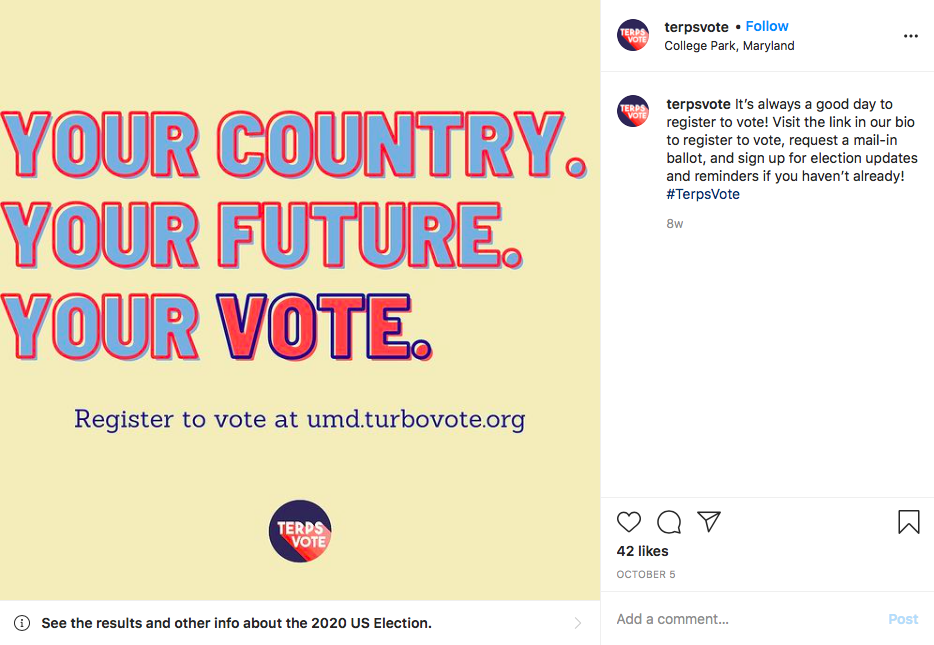 YOUR COUNTRY.
YOUR FUTURE.
YOUR VOTE.
Register to vote at umd.turbovote.org
TERPS
VOTE
See the results and other info about the 2020 US Election.
TERPS
VOTE
terpsvote • Follow
College Park, Maryland
TERPS
VOTE
terpsvote It’s always a good day to
register to vote! Visit the link in our bio
to register to vote, request a mail-in
ballot, and sign up for election updates
and reminders if you haven’t already!
#TerpsVote
8w
42 likes
OCTOBER 5
Add a comment...
Post